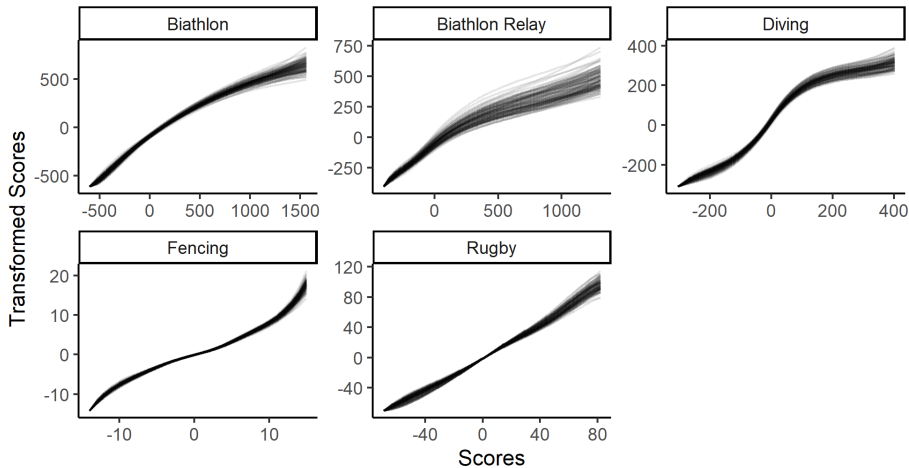 Biathlon
Biathlon Relay
Diving
500
0
-500
-500 0 500 1000 1500
750
500
250
0
-250
0 500 1000
400
200
0
-200
-200 0 200 400
Fencing
Rugby
20
10
0
-10
-10 0 10
120
80
40
0
-40
-40 0 40 80
Transformed Scores
Scores